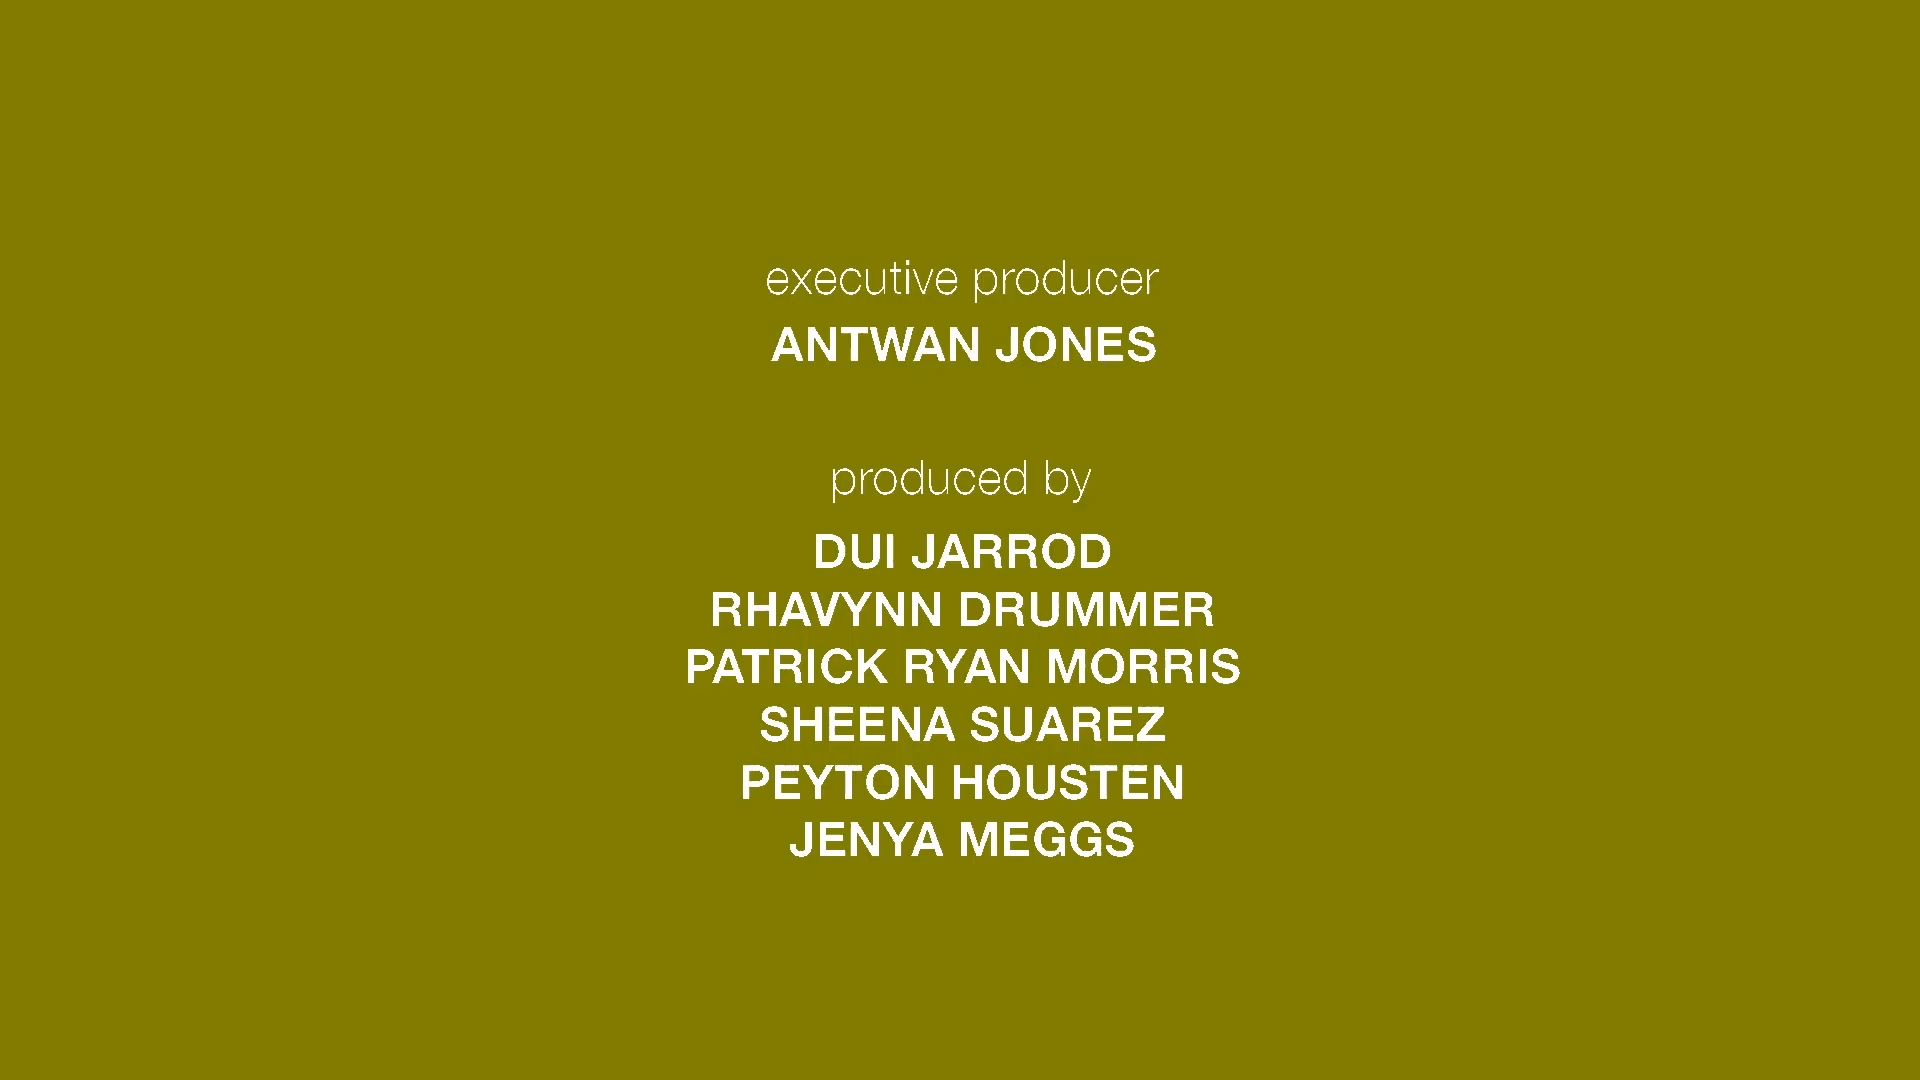 executive producer
ANTWAN JONES
produced by
DUI JARROD
RHAVYNN DRUMMER
PATRICK RYAN MORRIS
SHEENA SUAREZ
PEYTON HOUSTEN
JENYA MEGGS